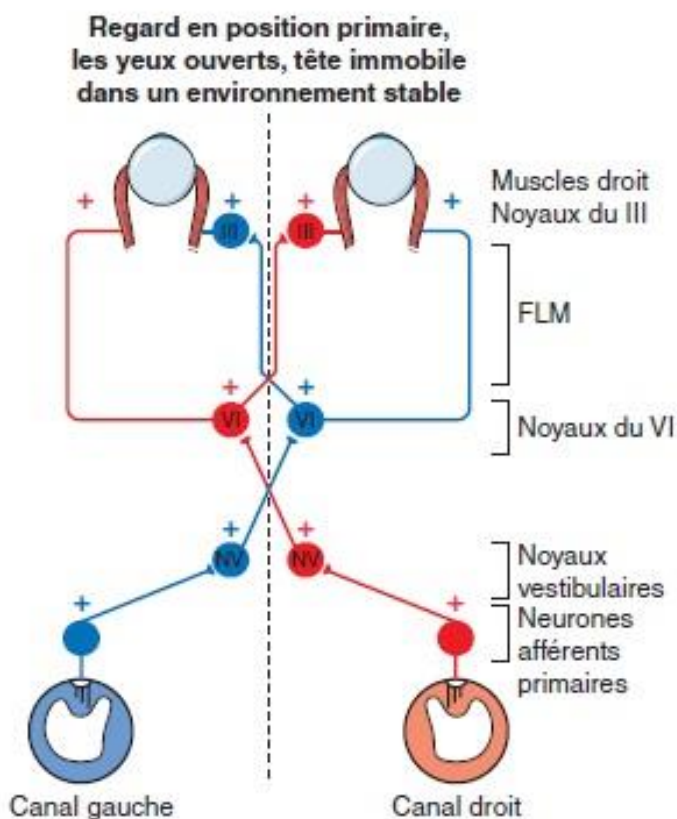 Regard en position primaire,
les yeux ouverts, tête immobile
dans un environnement stable
+ + + +
Muscles droit
Noyaux du III
III III
FLM
+ +
VI VI
Noyaux du VI
+ +
NV NV
Noyaux
vestibulaires
+ +
Neurones
afférents
primaires
Canal gauche
Canal droit